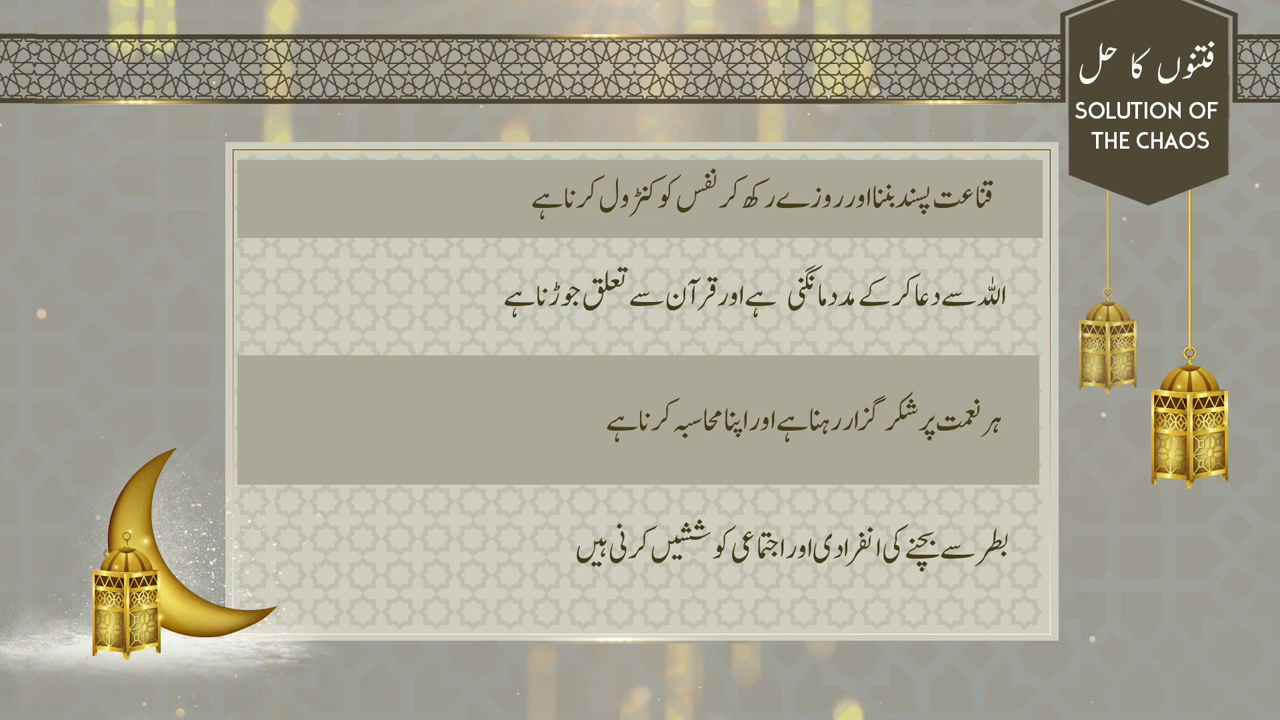 فتنوں کا حل
SOLUTION OF
THE CHAOS
قناعت پسند بننا اور روزے رکھ کر نفس کو کنٹرول کرنا ہے
اللہ سے دعا کر کے مدد مانگنی ہے اور قرآن سے تعلق جوڑنا ہے
ہر نعمت پر شکر گزار رہنا ہے اور اپنا محاسبہ کرنا ہے
بطر سے بچنے کی انفرادی اور اجتماعی کوششیں کرنی ہیں